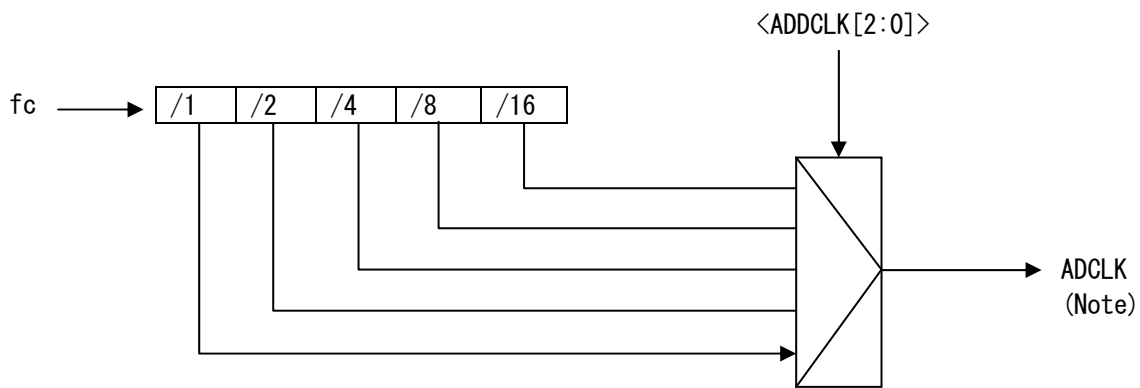 <ADDCLK[2:0]>
fc
/1 /2 /4 /8 /16
ADCLK
(Note)